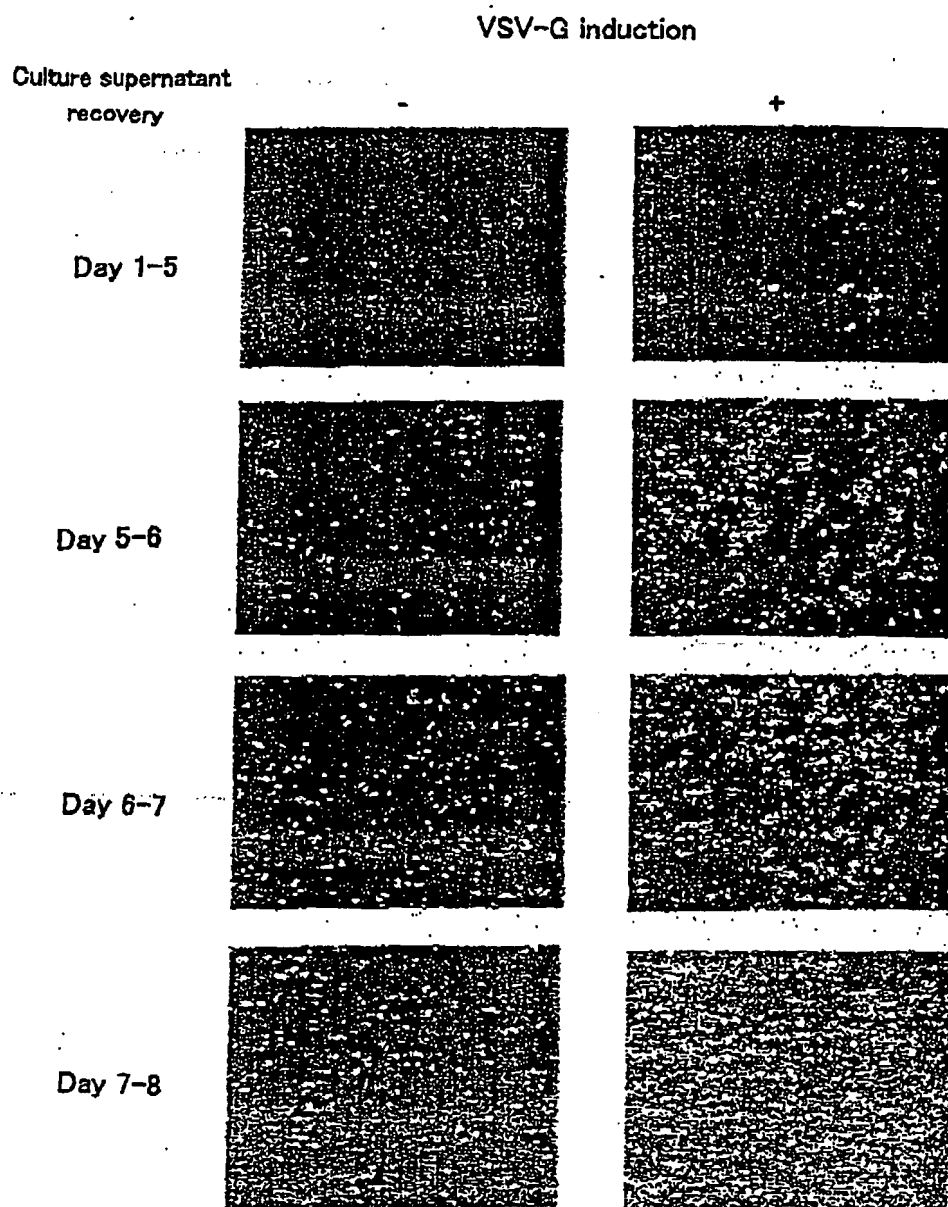 VSV-G induction
Culture supernatant
recovery
- +
Day 1-5
Day 5-6
Day 6-7
Day 7-8